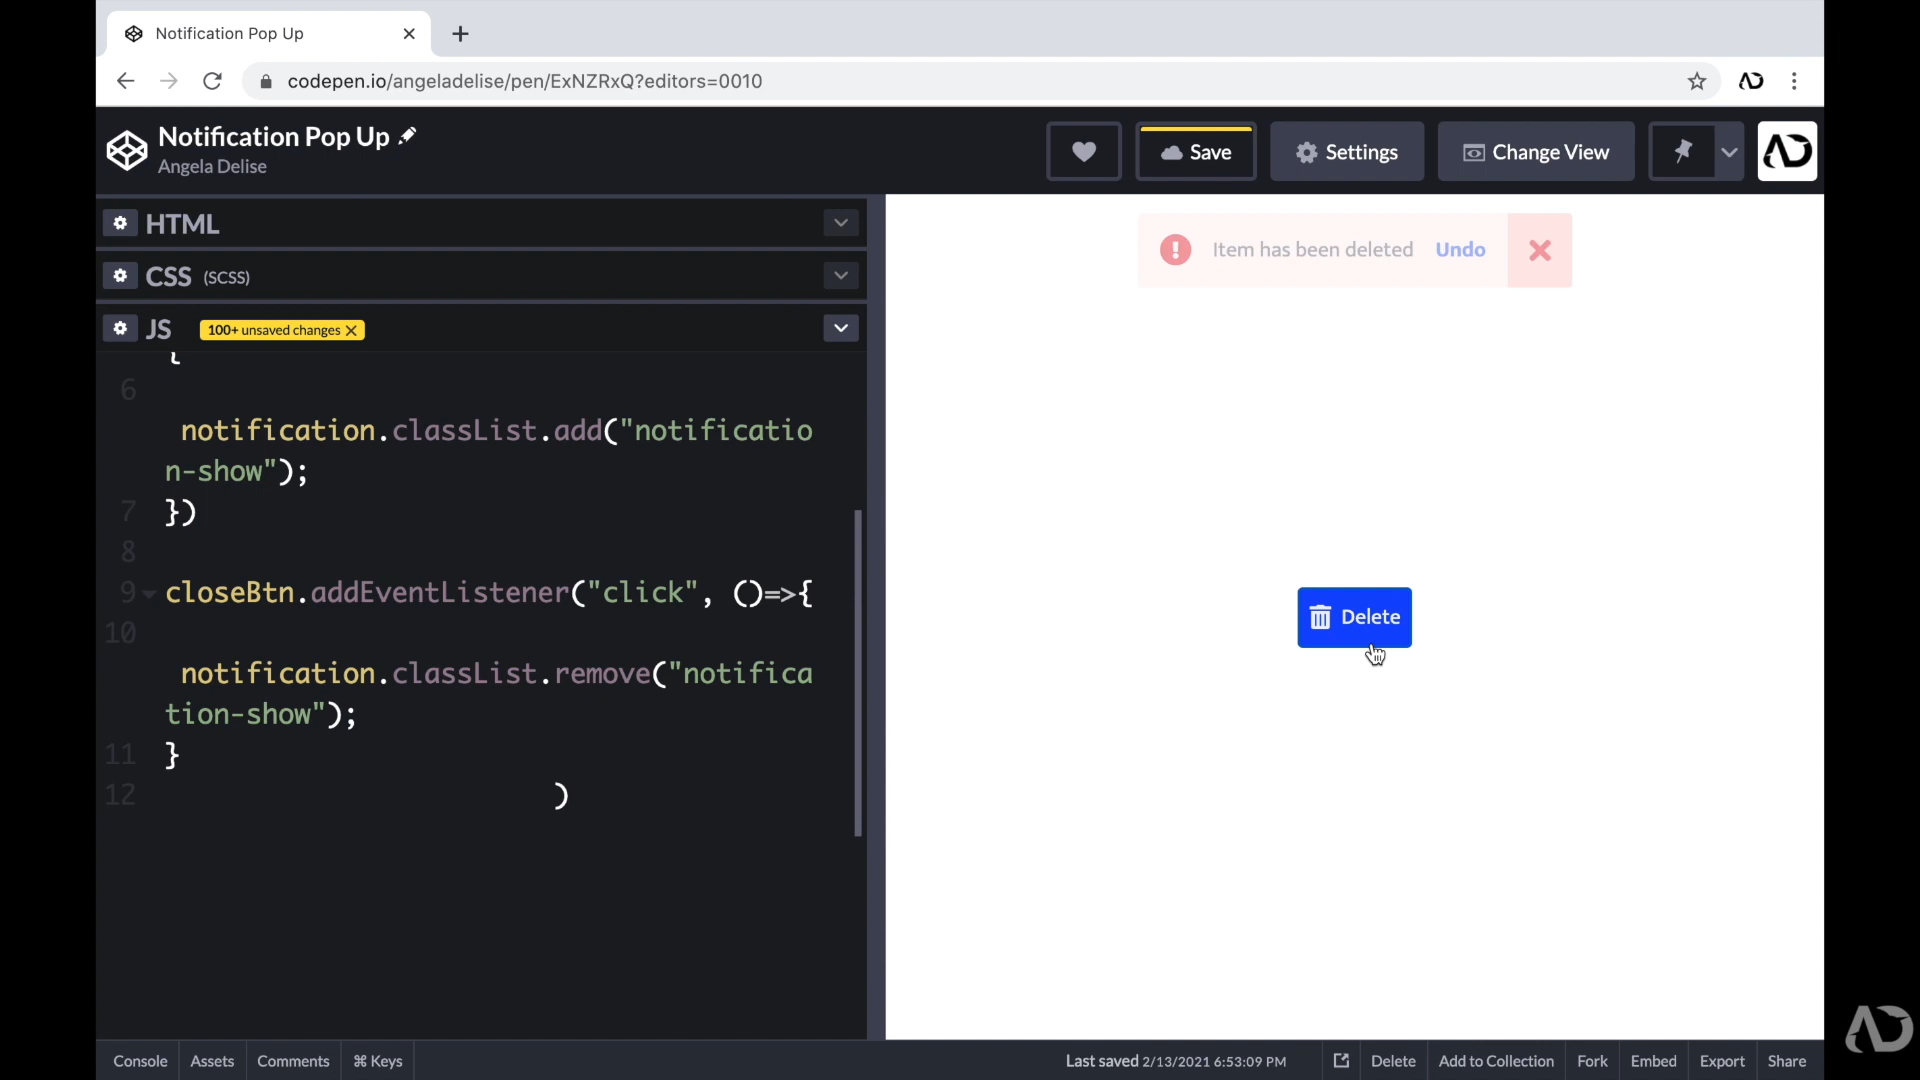 Notification Pop Up
codepen.io/angeladelise/pen/ExNZRxQ?editors=0010
Notification Pop Up
Angela Delise
Save
Settings
Change View
HTML
CSS (SCSS)
JS 100+ unsaved changes
{
6
notification.classList.add("notificatio
n-show");
7 })
8
9 closeBtn.addEventListener("click", ()=>{
10
notification.classList.remove("notifica
tion-show");
11 }
12 )
Item has been deleted Undo
Delete
Console Assets Comments ⌘ Keys Last saved 2/13/2021 6:53:09 PM Delete Add to Collection Fork Embed Export Share